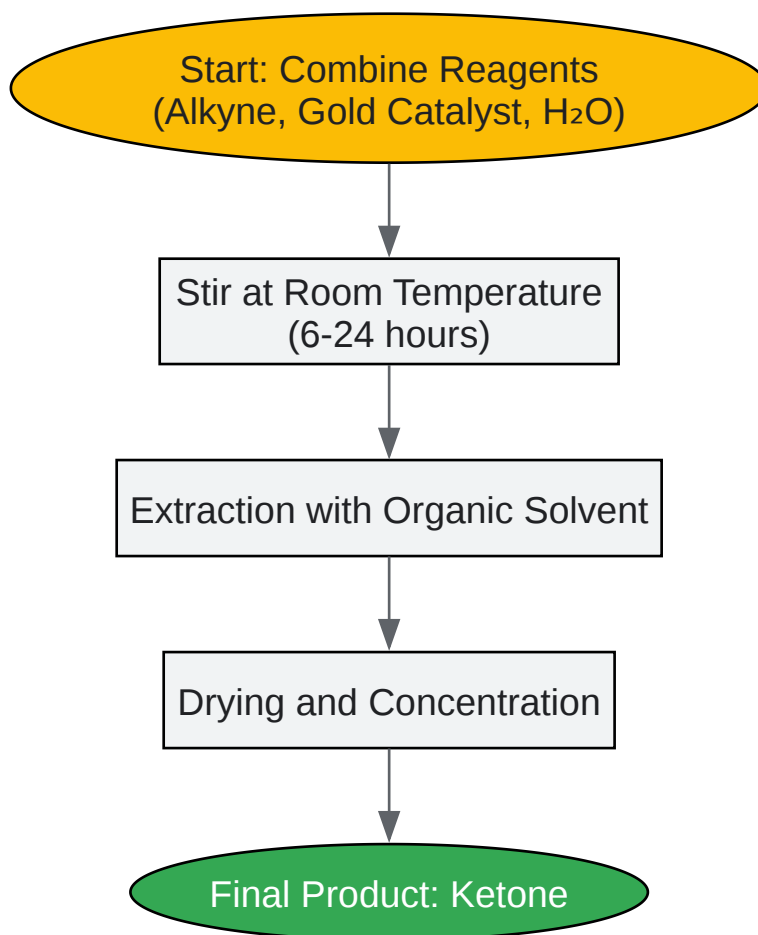 Start: Combine Reagents
(Alkyne, Gold Catalyst, H₂O)
Stir at Room Temperature
(6-24 hours)
Extraction with Organic Solvent
Drying and Concentration
Final Product: Ketone